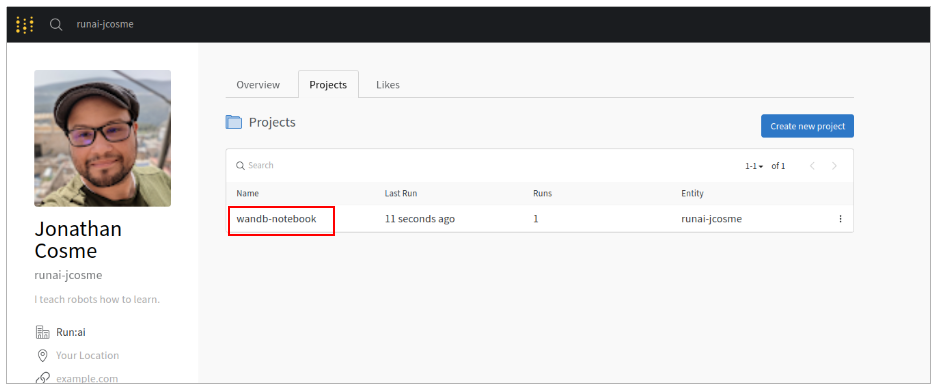 runai-jcosme
Overview
Projects
Likes
Projects
Create new project
Search
1-1
of 1
Name
Last Run
Runs
Entity
wandb-notebook
11 seconds ago
1
runai-jcosme
Jonathan
Cosme
runai-jcosme
I teach robots how to learn.
Run:ai
Your Location
example.com